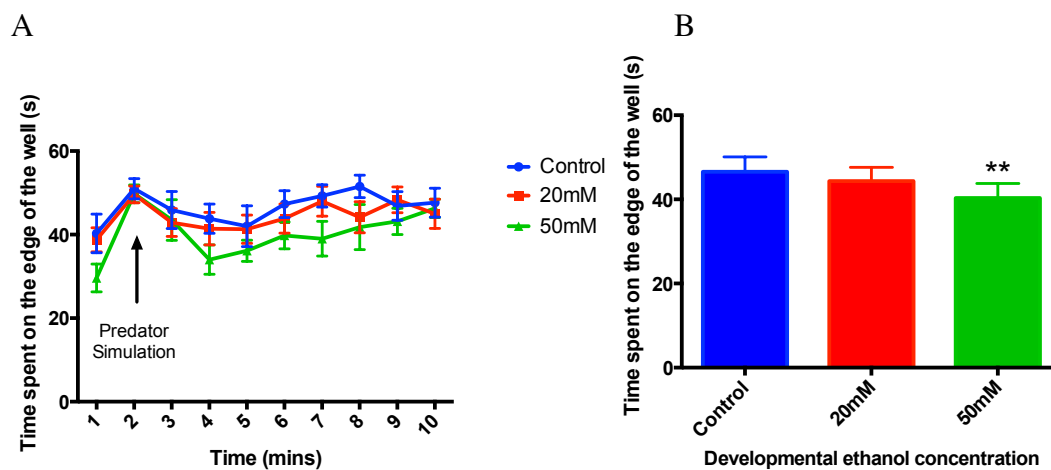 A
Time spent on the edge of the well (s)
60
40
20
0
Predator
Simulation
1 2 3 4 5 6 7 8 9 10
Time (mins)
Control
20mM
50mM
B
Time spent on the edge of the well (s)
60
40
20
0
**
Control
20mM
50mM
Developmental ethanol concentration